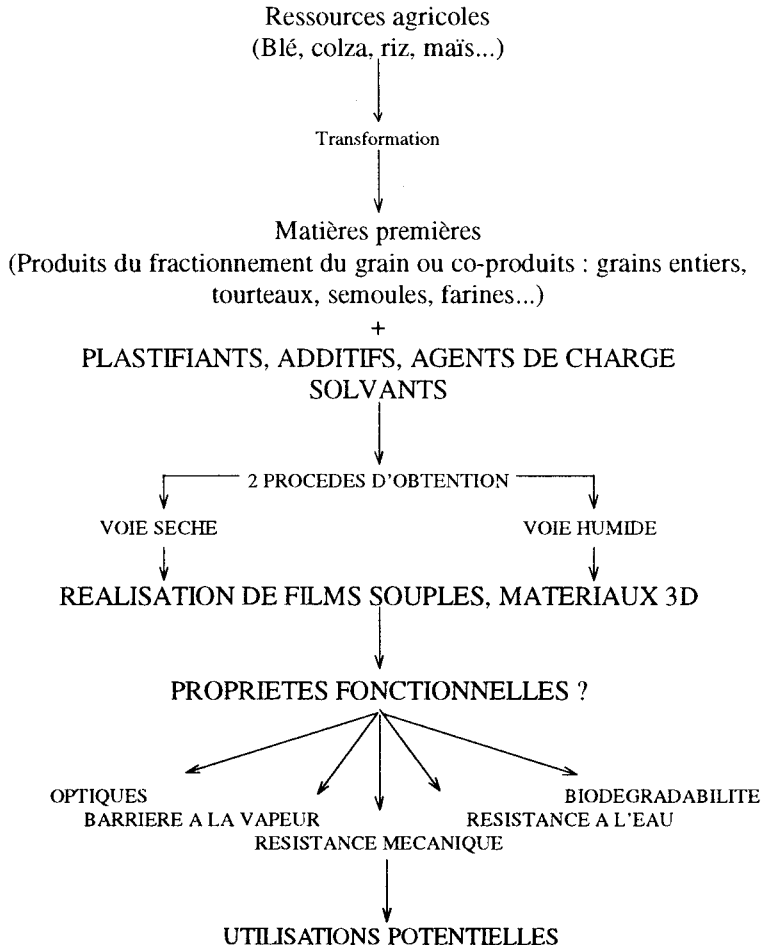 Ressources agricoles
(Blé, colza, riz, maïs...)
Transformation
Matières premières
(Produits du fractionnement du grain ou co-produits : grains entiers,
tourteaux, semoules, farines...)
+
PLASTIFIANTS, ADDITIFS, AGENTS DE CHARGE
SOLVANTS
2 PROCEDES D'OBTENTION
VOIE SECHE
VOIE HUMIDE
REALISATION DE FILMS SOUPLES, MATERIAUX 3D
PROPRIETES FONCTIONNELLES ?
OPTIQUES
BIODEGRADABILITE
BARRIERE A LA VAPEUR
RESISTANCE A L'EAU
RESISTANCE MECANIQUE
UTILISATIONS POTENTIELLES